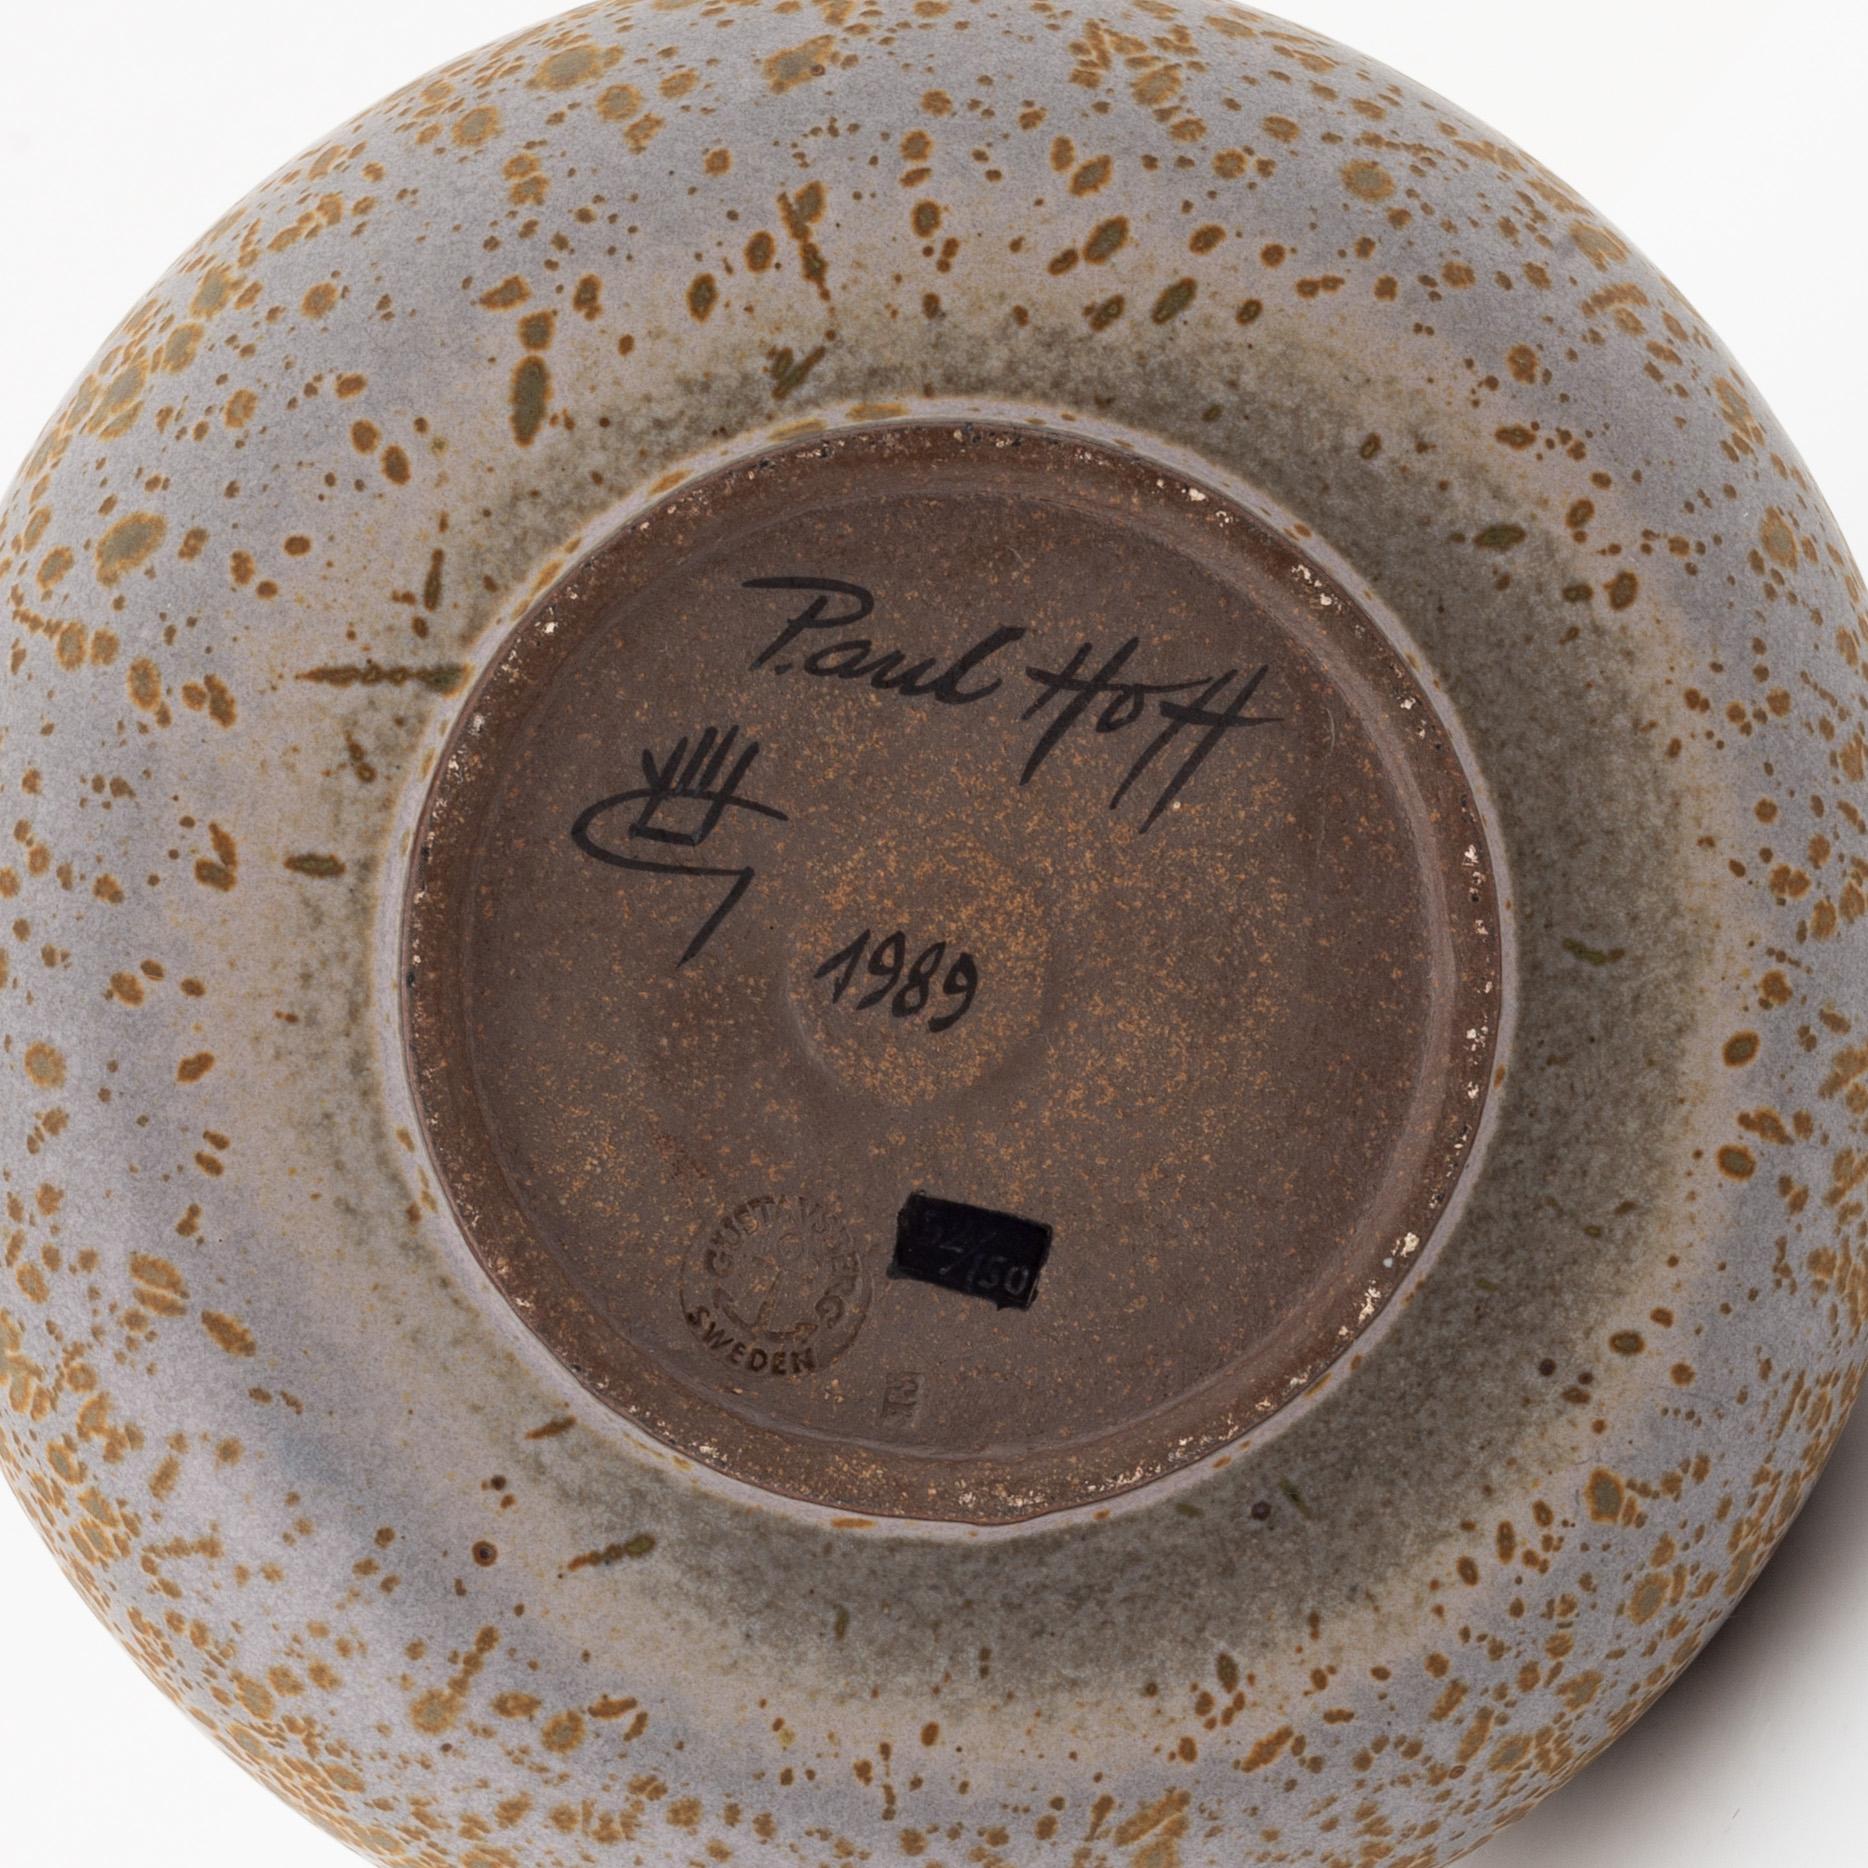 Paul Hoff
1989
GUSTAVSBERG
SWEDEN
/150